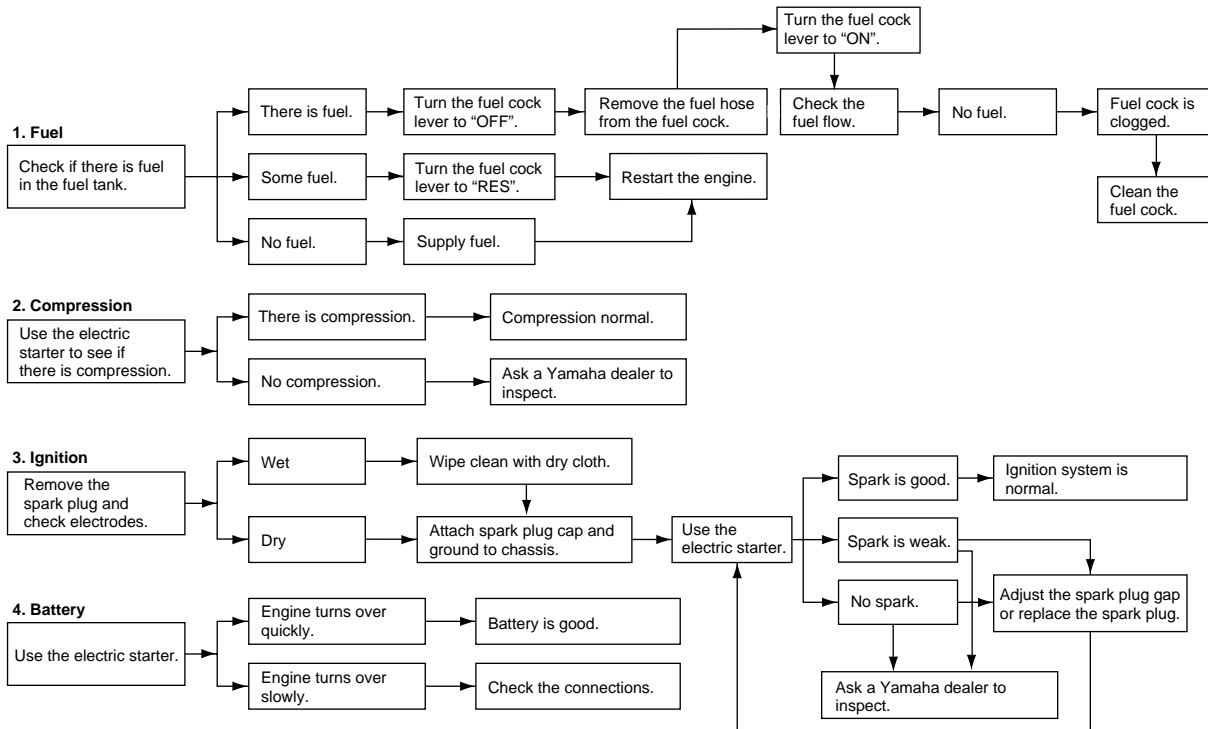 1. Fuel
Check if there is fuel
in the fuel tank.
There is fuel.
Turn the fuel cock
lever to “OFF”.
Remove the fuel hose
from the fuel cock.
Turn the fuel cock
lever to “ON”.
Check the
fuel flow.
No fuel.
Fuel cock is
clogged.
Clean the
fuel cock.
Some fuel.
Turn the fuel cock
lever to “RES”.
Restart the engine.
No fuel.
Supply fuel.
2. Compression
Use the electric
starter to see if
there is compression.
There is compression.
Compression normal.
No compression.
Ask a Yamaha dealer to
inspect.
3. Ignition
Remove the
spark plug and
check electrodes.
Wet
Wipe clean with dry cloth.
Dry
Attach spark plug cap and
ground to chassis.
Use the
electric starter.
Spark is good.
Ignition system is
normal.
Spark is weak.
No spark.
Adjust the spark plug gap
or replace the spark plug.
Ask a Yamaha dealer to
inspect.
4. Battery
Use the electric starter.
Engine turns over
quickly.
Battery is good.
Engine turns over
slowly.
Check the connections.